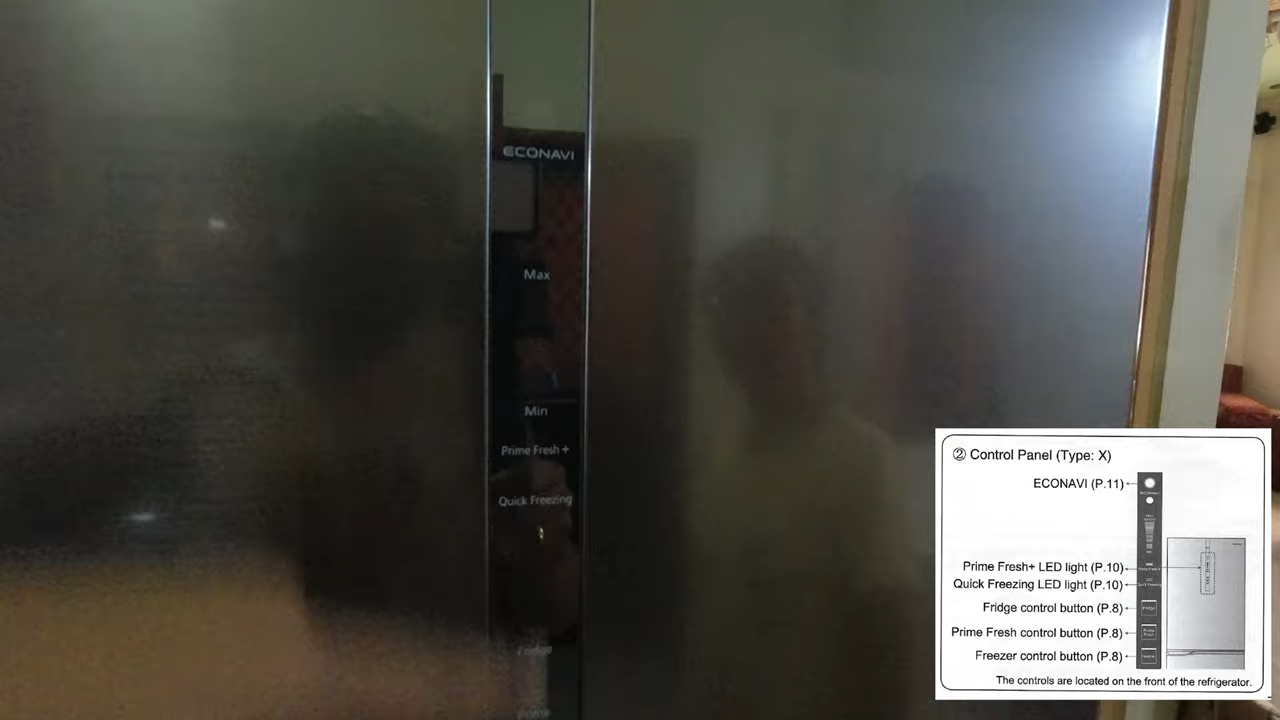 ECONAVI
Max
Min
Prime Fresh +
Quick Freezing
Fridge
② Control Panel (Type: X)
ECONAVI (P.11)
Prime Fresh+ LED light (P.10)
Quick Freezing LED light (P.10)
Fridge control button (P.8)
Prime Fresh control button (P.8)
Freezer control button (P.8)
The controls are located on the front of the refrigerator.